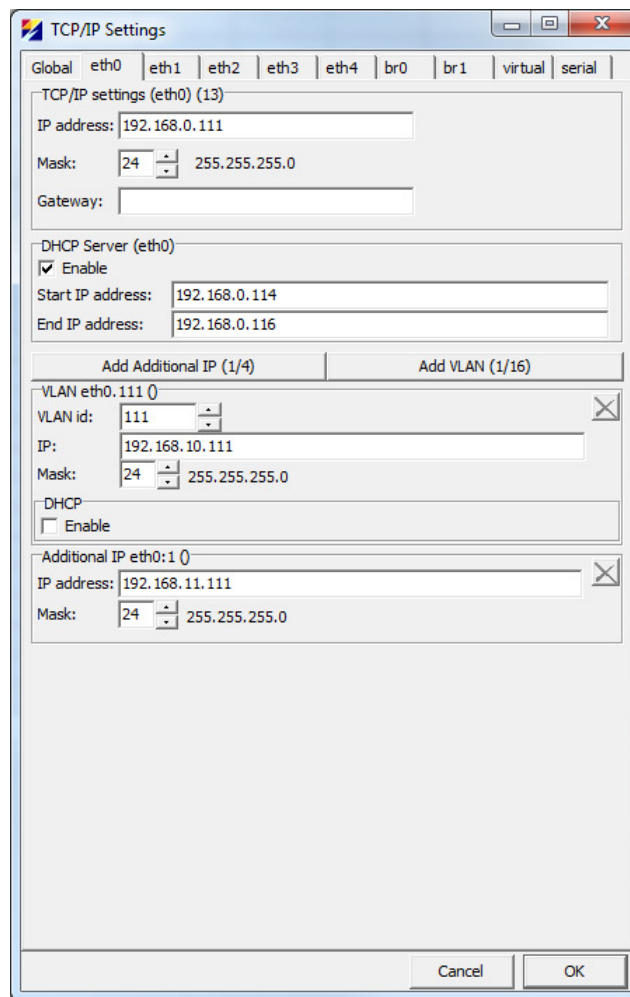 TCP/IP Settings
Global eth0 eth1 eth2 eth3 eth4 br0 br1 virtual serial
TCP/IP settings (eth0) (13)
IP address: 192.168.0.111
Mask: 24 255.255.255.0
Gateway:
DHCP Server (eth0)
Enable
Start IP address: 192.168.0.114
End IP address: 192.168.0.116
Add Additional IP (1/4) Add VLAN (1/16)
VLAN eth0.111 ()
VLAN id: 111
IP: 192.168.10.111
Mask: 24 255.255.255.0
DHCP
Enable
Additional IP eth0:1 ()
IP address: 192.168.11.111
Mask: 24 255.255.255.0
Cancel OK